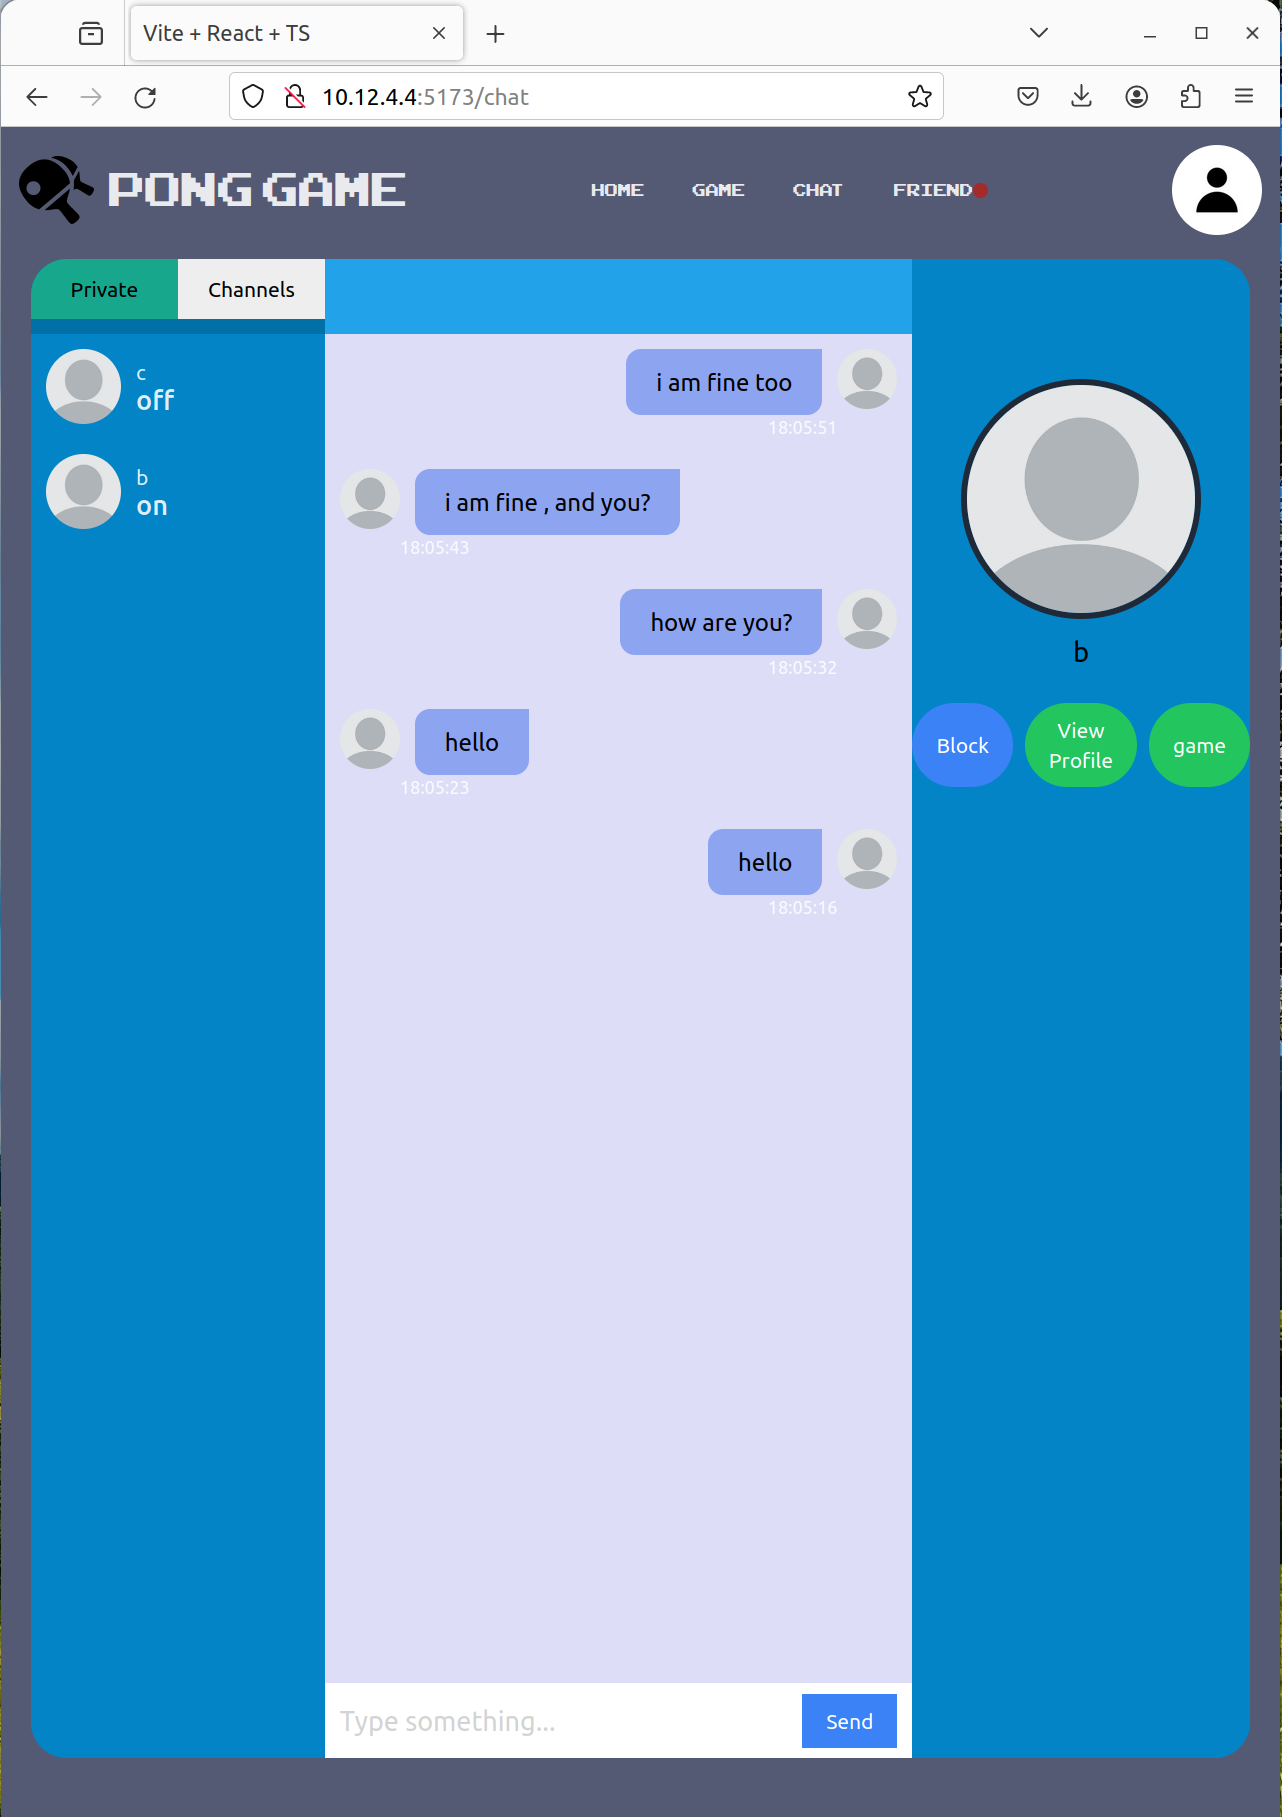 Vite + React + TS
10.12.4.4:5173/chat
PONG GAME
HOME
GAME
CHAT
FRIEND
Private
Channels
c
off
b
on
i am fine too
18:05:51
i am fine , and you?
18:05:43
how are you?
18:05:32
hello
18:05:23
hello
18:05:16
Type something...
Send
b
Block
View
Profile
game